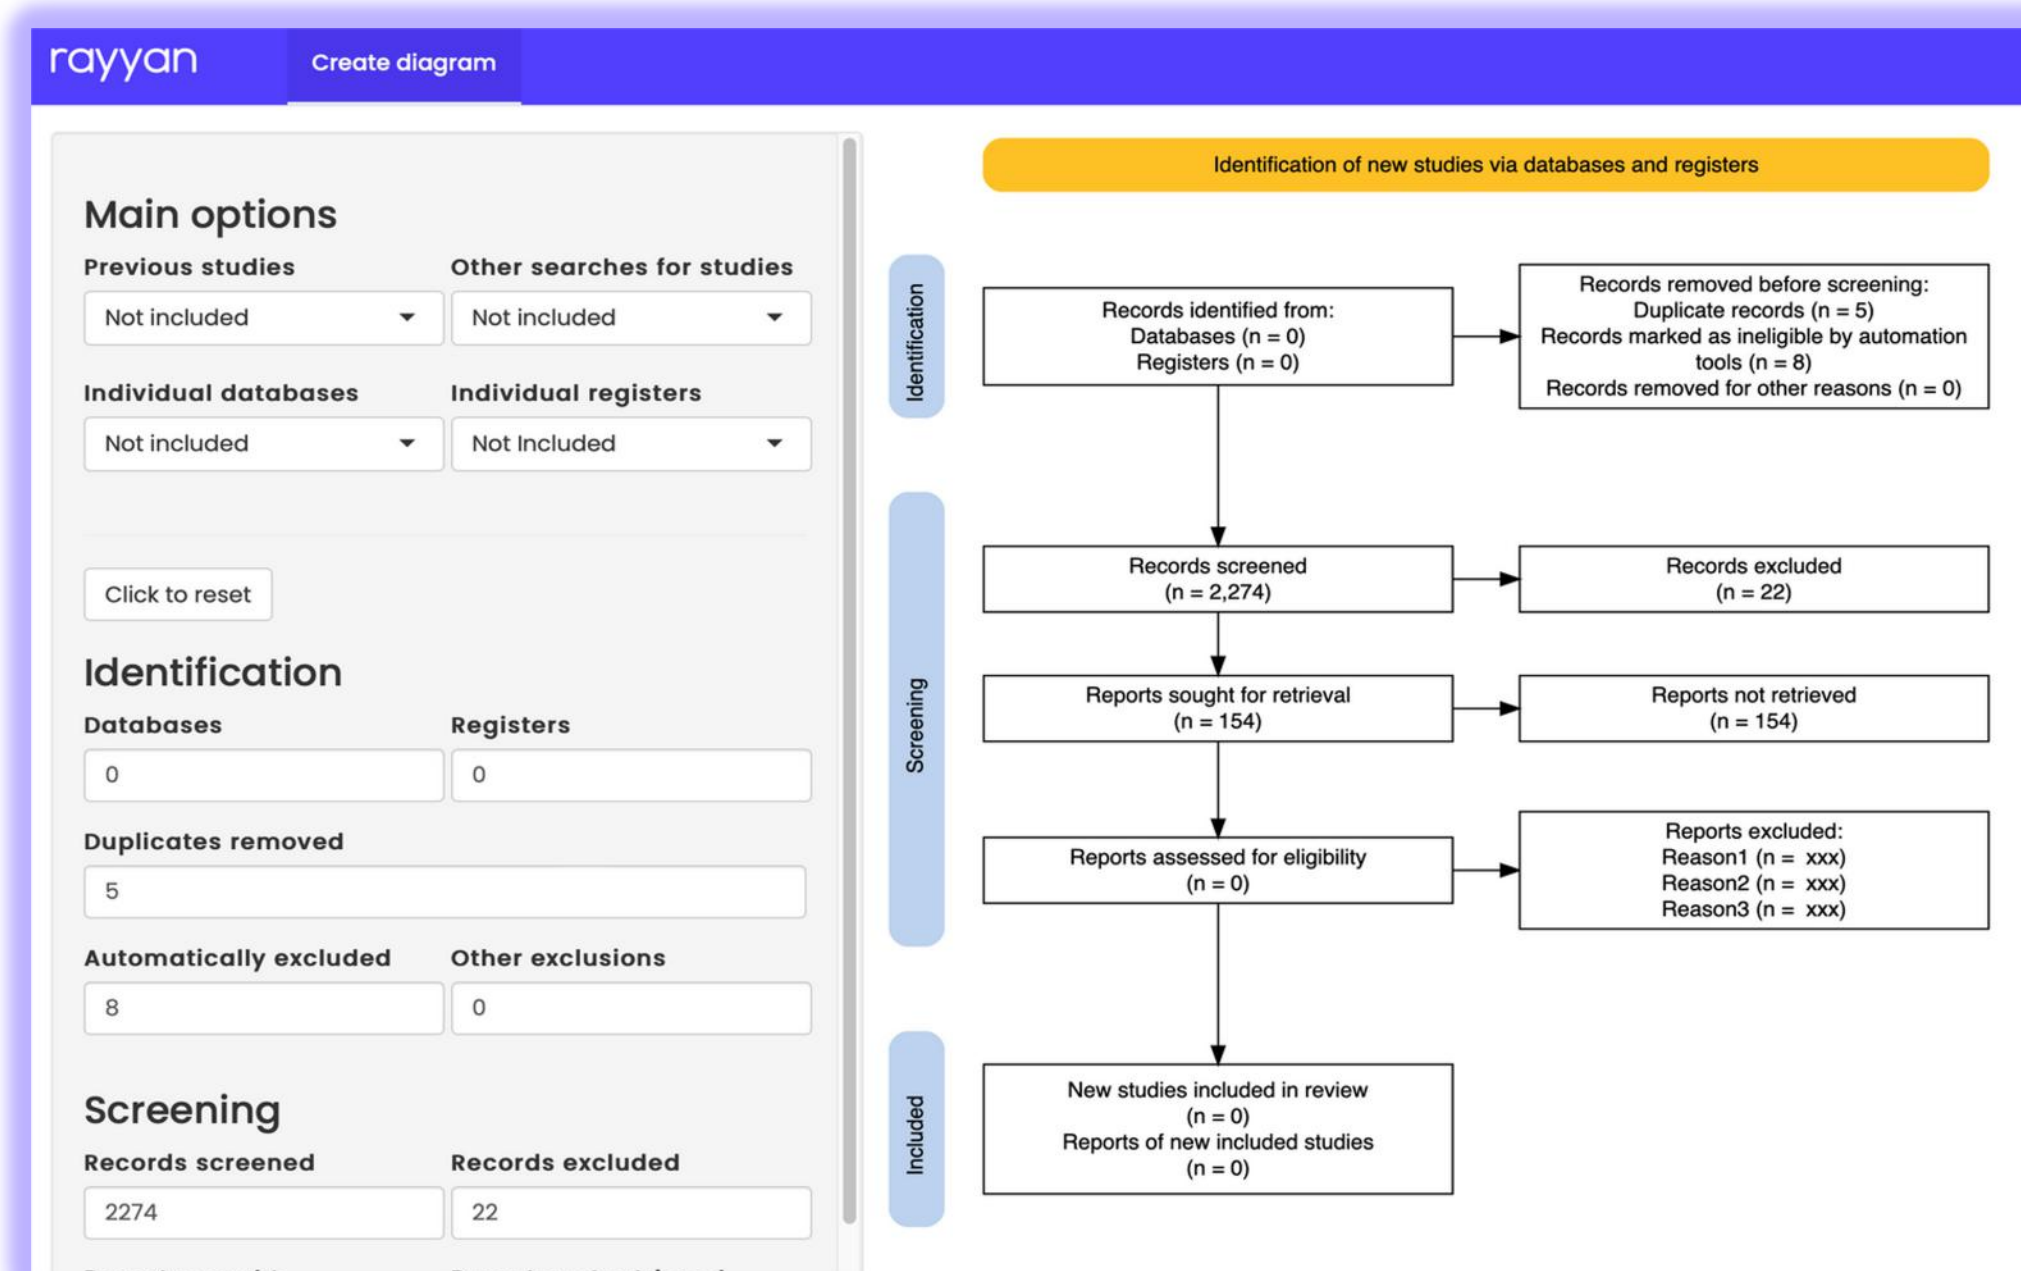 rayyan
Create diagram
Main options
Previous studies
Other searches for studies
Not included
Not included
Individual databases
Individual registers
Not included
Not Included
Click to reset
Identification
Databases
Registers
0
0
Duplicates removed
5
Automatically excluded
Other exclusions
8
0
Screening
Records screened
Records excluded
2274
22
Identification of new studies via databases and registers
Identification
Records identified from:
Databases (n = 0)
Registers (n = 0)
Records removed before screening:
Duplicate records (n = 5)
Records marked as ineligible by automation
tools (n = 8)
Records removed for other reasons (n = 0)
Screening
Records screened
(n = 2,274)
Records excluded
(n = 22)
Reports sought for retrieval
(n = 154)
Reports not retrieved
(n = 154)
Reports assessed for eligibility
(n = 0)
Reports excluded:
Reason1 (n = xxx)
Reason2 (n = xxx)
Reason3 (n = xxx)
Included
New studies included in review
(n = 0)
Reports of new included studies
(n = 0)